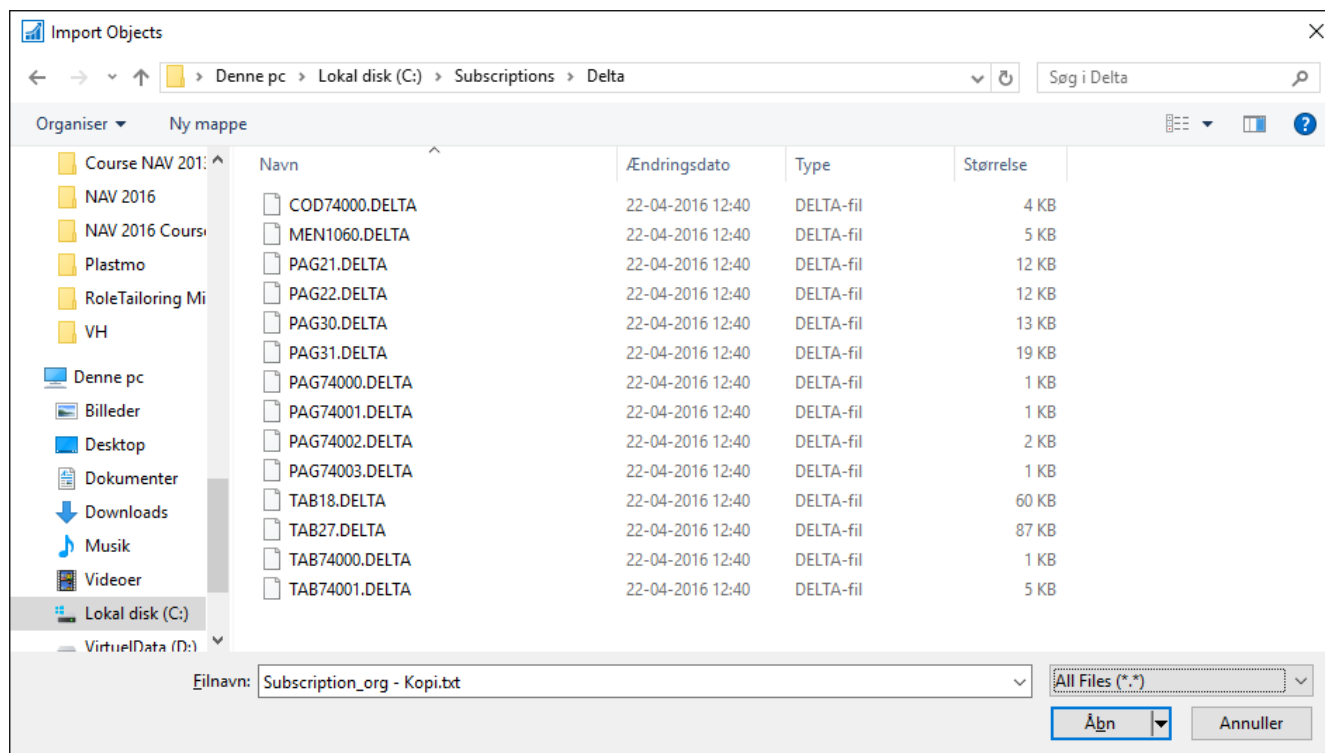 Import Objects
Denne pc > Lokal disk (C:) > Subscriptions > Delta
Søg i Delta
Organiser
Ny mappe
Course NAV 201
NAV 2016
NAV 2016 Cours
Plastmo
RoleTailoring Mi
VH
Denne pc
Billeder
Desktop
Dokumenter
Downloads
Musik
Videoer
Lokal disk (C:)
VirtuelData (D:)
Navn Ændringsdato Type Størrelse
COD74000.DELTA 22-04-2016 12:40 DELTA-fil 4 KB
MEN1060.DELTA 22-04-2016 12:40 DELTA-fil 5 KB
PAG21.DELTA 22-04-2016 12:40 DELTA-fil 12 KB
PAG22.DELTA 22-04-2016 12:40 DELTA-fil 12 KB
PAG30.DELTA 22-04-2016 12:40 DELTA-fil 13 KB
PAG31.DELTA 22-04-2016 12:40 DELTA-fil 19 KB
PAG74000.DELTA 22-04-2016 12:40 DELTA-fil 1 KB
PAG74001.DELTA 22-04-2016 12:40 DELTA-fil 1 KB
PAG74002.DELTA 22-04-2016 12:40 DELTA-fil 2 KB
PAG74003.DELTA 22-04-2016 12:40 DELTA-fil 1 KB
TAB18.DELTA 22-04-2016 12:40 DELTA-fil 60 KB
TAB27.DELTA 22-04-2016 12:40 DELTA-fil 87 KB
TAB74000.DELTA 22-04-2016 12:40 DELTA-fil 1 KB
TAB74001.DELTA 22-04-2016 12:40 DELTA-fil 5 KB
Filnavn: Subscription_org - Kopi.txt
All Files (*.*)
Åbn
Annuller